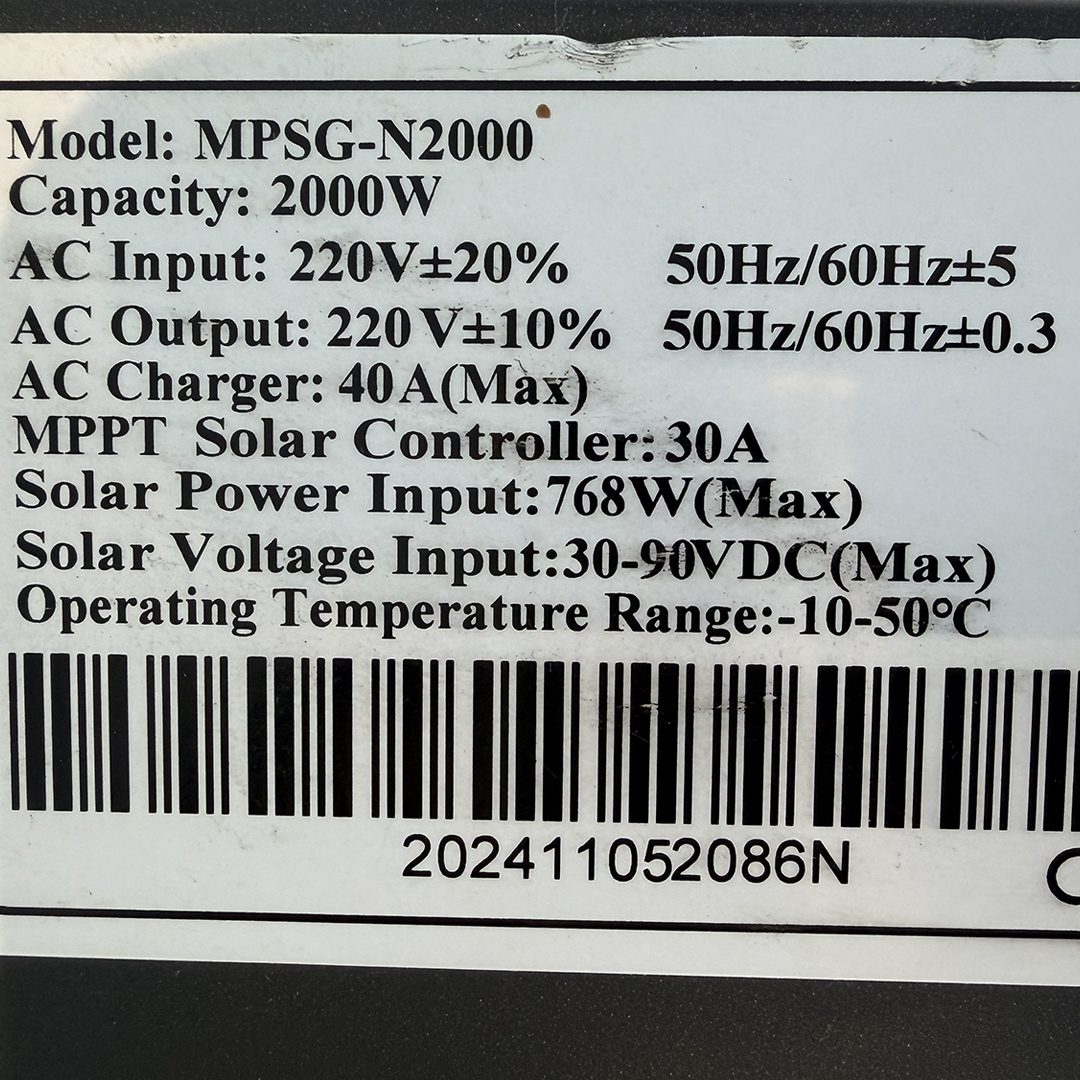 Model: MPSG-N2000
Capacity: 2000W
AC Input: 220V±20% 50Hz/60Hz±5
AC Output: 220V±10% 50Hz/60Hz±0.3
AC Charger: 40A(Max)
MPPT Solar Controller:30A
Solar Power Input:768W(Max)
Solar Voltage Input:30-90VDC(Max)
Operating Temperature Range:-10-50°C
202411052086N